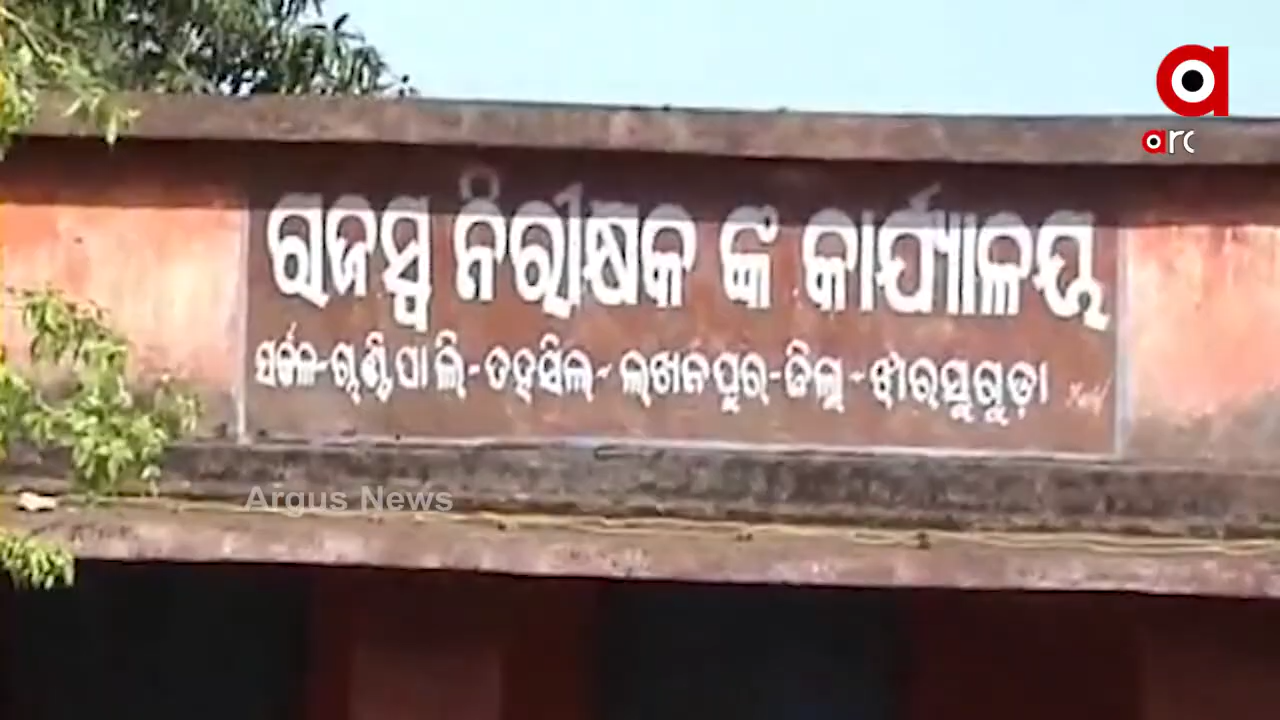 ରାଜସ୍ୱ ନିରୀକ୍ଷକ ଙ୍କ କାର୍ଯ୍ୟାଳୟ
ସର୍କଲ-ଗୁଣ୍ଡିପାଲି-ତହସିଲ-ଲଖନପୁର-ଜିଲ୍ଲା-ଝାରସୁଗୁଡ଼ା
Argus News
arc